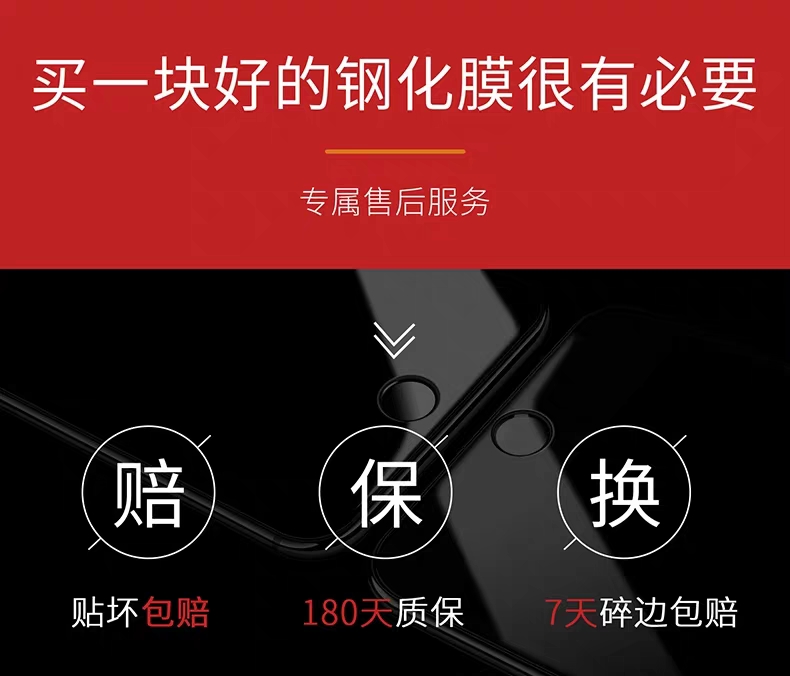 买一块好的钢化膜很有必要
专属售后服务
赔
保
换
贴坏包赔
180天质保
7天碎边包赔